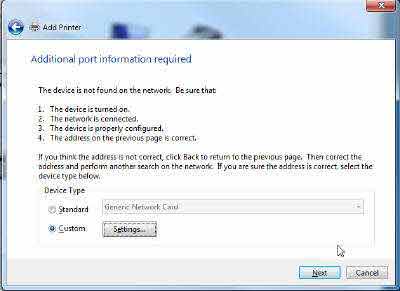 Add Printer
Additional port information required
The device is not found on the network. Be sure that:
1. The device is turned on.
2. The network is connected.
3. The device is properly configured.
4. The address on the previous page is correct.
If you think the address is not correct, click Back to return to the previous page. Then correct the
address and perform another search on the network. If you are sure the address is correct, select the
device type below.
Device Type
Standard
Generic Network Card
Custom
Settings...
Next
Cancel